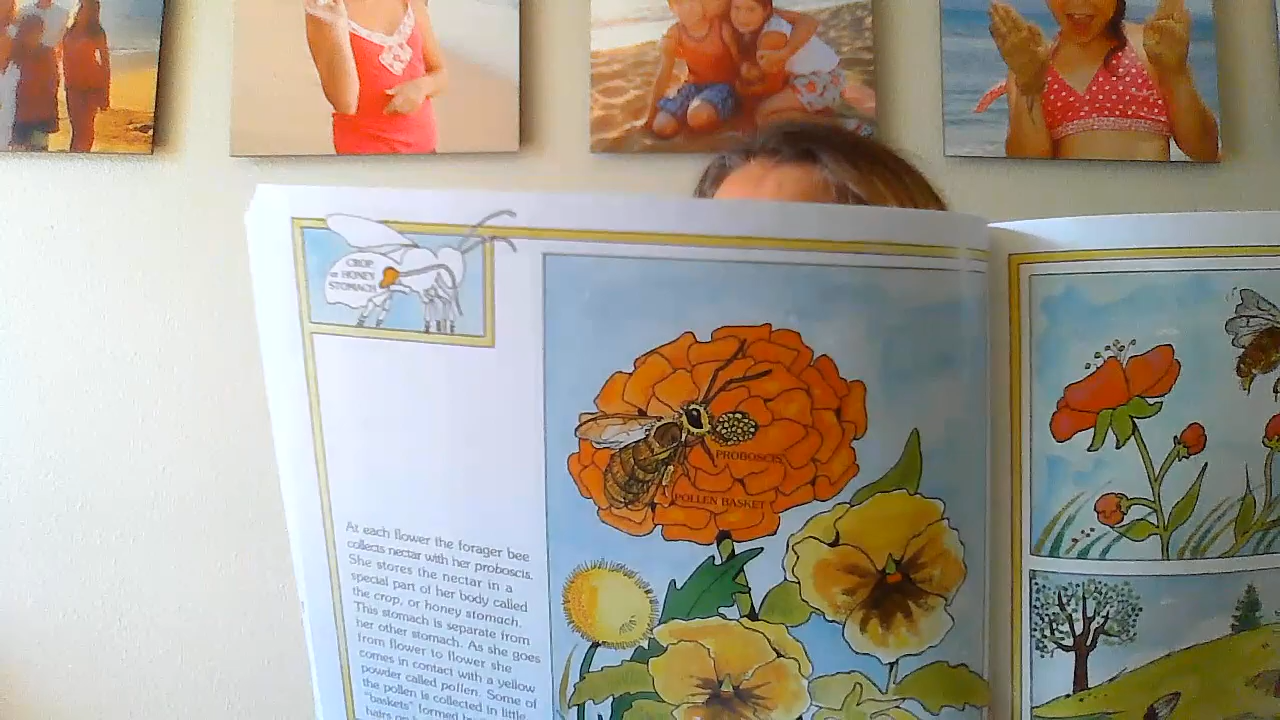 CROP
or HONEY
STOMACH
PROBOSCIS
POLLEN BASKET
At each flower the forager bee
collects nectar with her proboscis.
She stores the nectar in a
special part of her body called
the crop, or honey stomach.
This stomach is separate from
her other stomach. As she goes
from flower to flower she
comes in contact with a yellow
powder called pollen. Some of
the pollen is collected in little
"baskets" formed
hairs on